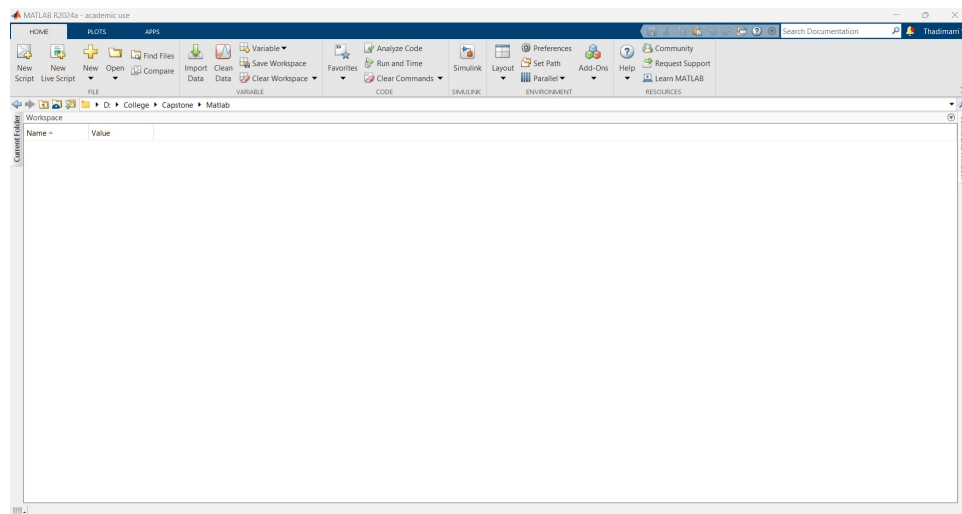 MATLAB R2024a - academic use
HOME PLOTS APPS
Search Documentation
Thadimarri
New Script
New Live Script
New
Open
Find Files
Compare
FILE
Import Data
Clean Data
Variable
Save Workspace
Clear Workspace
VARIABLE
Favorites
Analyze Code
Run and Time
Clear Commands
CODE
Simulink
SIMULINK
Layout
Preferences
Set Path
Parallel
Add-Ons
ENVIRONMENT
Help
Community
Request Support
Learn MATLAB
RESOURCES
D: College Capstone Matlab
Current Folder
Workspace
Name Value